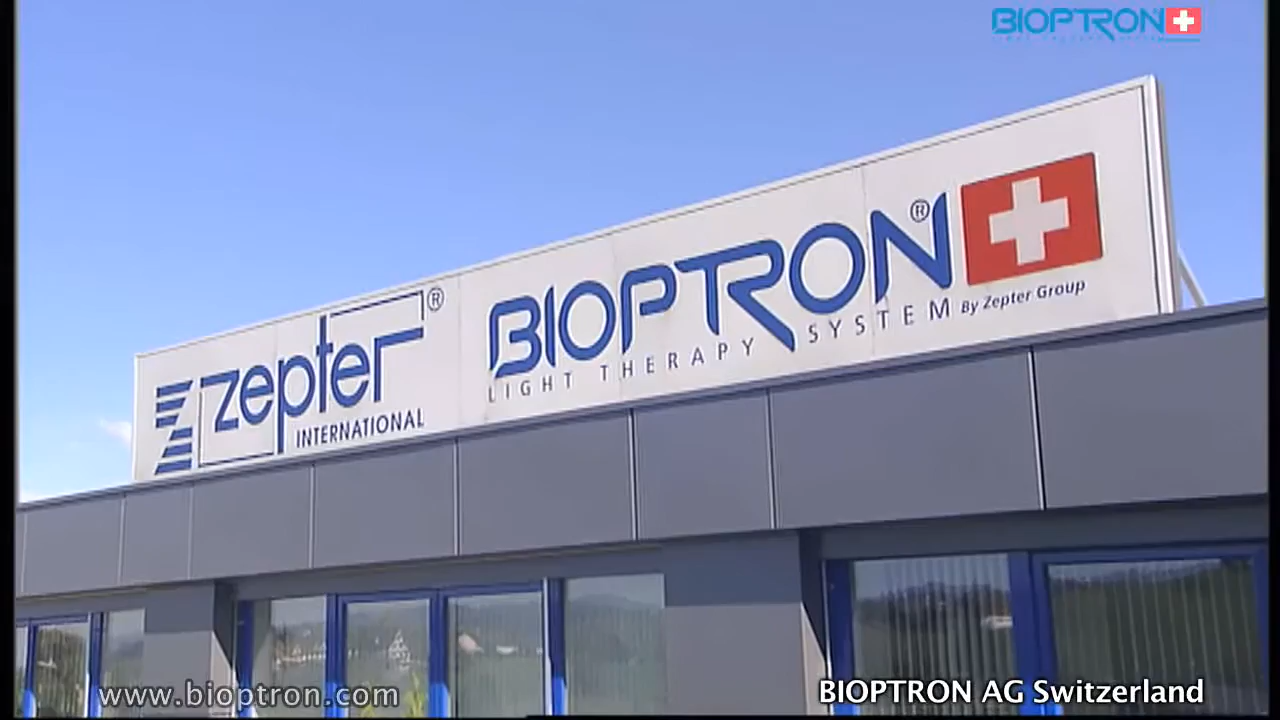 BIOPTRON
zepter ®
INTERNATIONAL
BIOPTRON ®
LIGHT THERAPY SYSTEM By Zepter Group
www.bioptron.com
BIOPTRON AG Switzerland